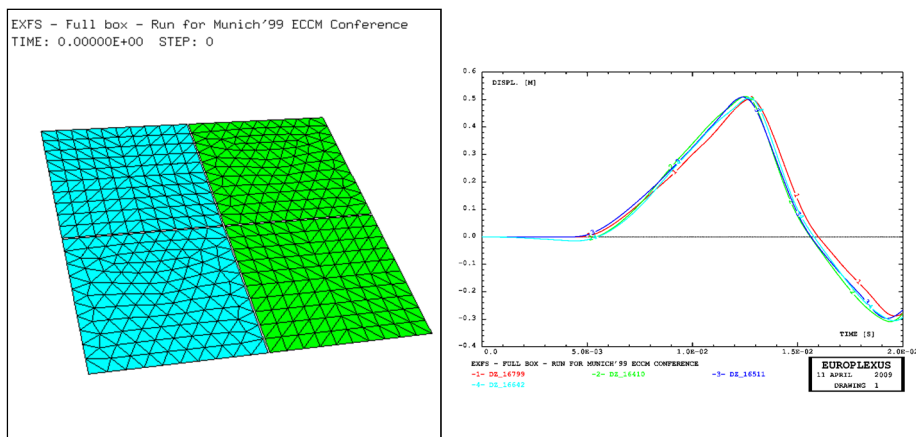 EXFS - Full box - Run for Munich'99 ECCM Conference
TIME: 0.00000E+00 STEP: 0
DISPL. [M]
0.6
0.5
0.4
0.3
0.2
0.1
0.0
-0.1
-0.2
-0.3
-0.4
TIME [S]
0.0 5.0E-03 1.0E-02 1.5E-02 2.0E-02
EXFS - FULL BOX - RUN FOR MUNICH'99 ECCM CONFERENCE
-1- DZ_16799 -2- DZ_16410 -3- DZ_16511
-4- DZ_16642
EUROPLEXUS
11 APRIL 2009
DRAWING 1